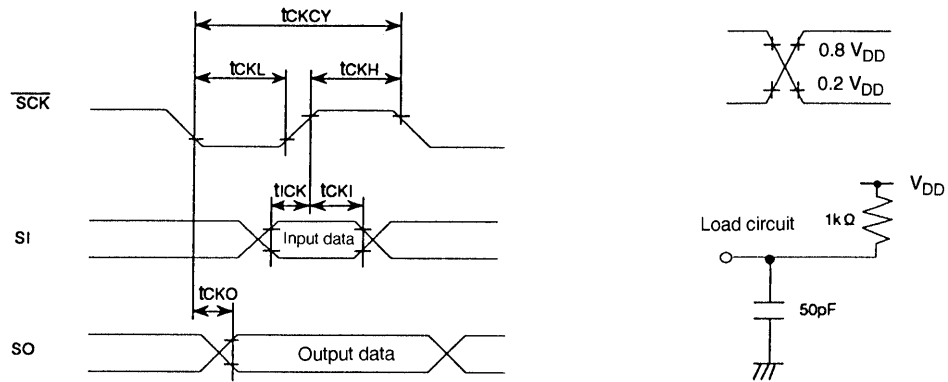 tCKCY
tCKL
tCKH
SCK
tICK
tCKI
SI
Input data
tCKO
SO
Output data
0.8 VDD
0.2 VDD
VDD
1kΩ
Load circuit
50pF